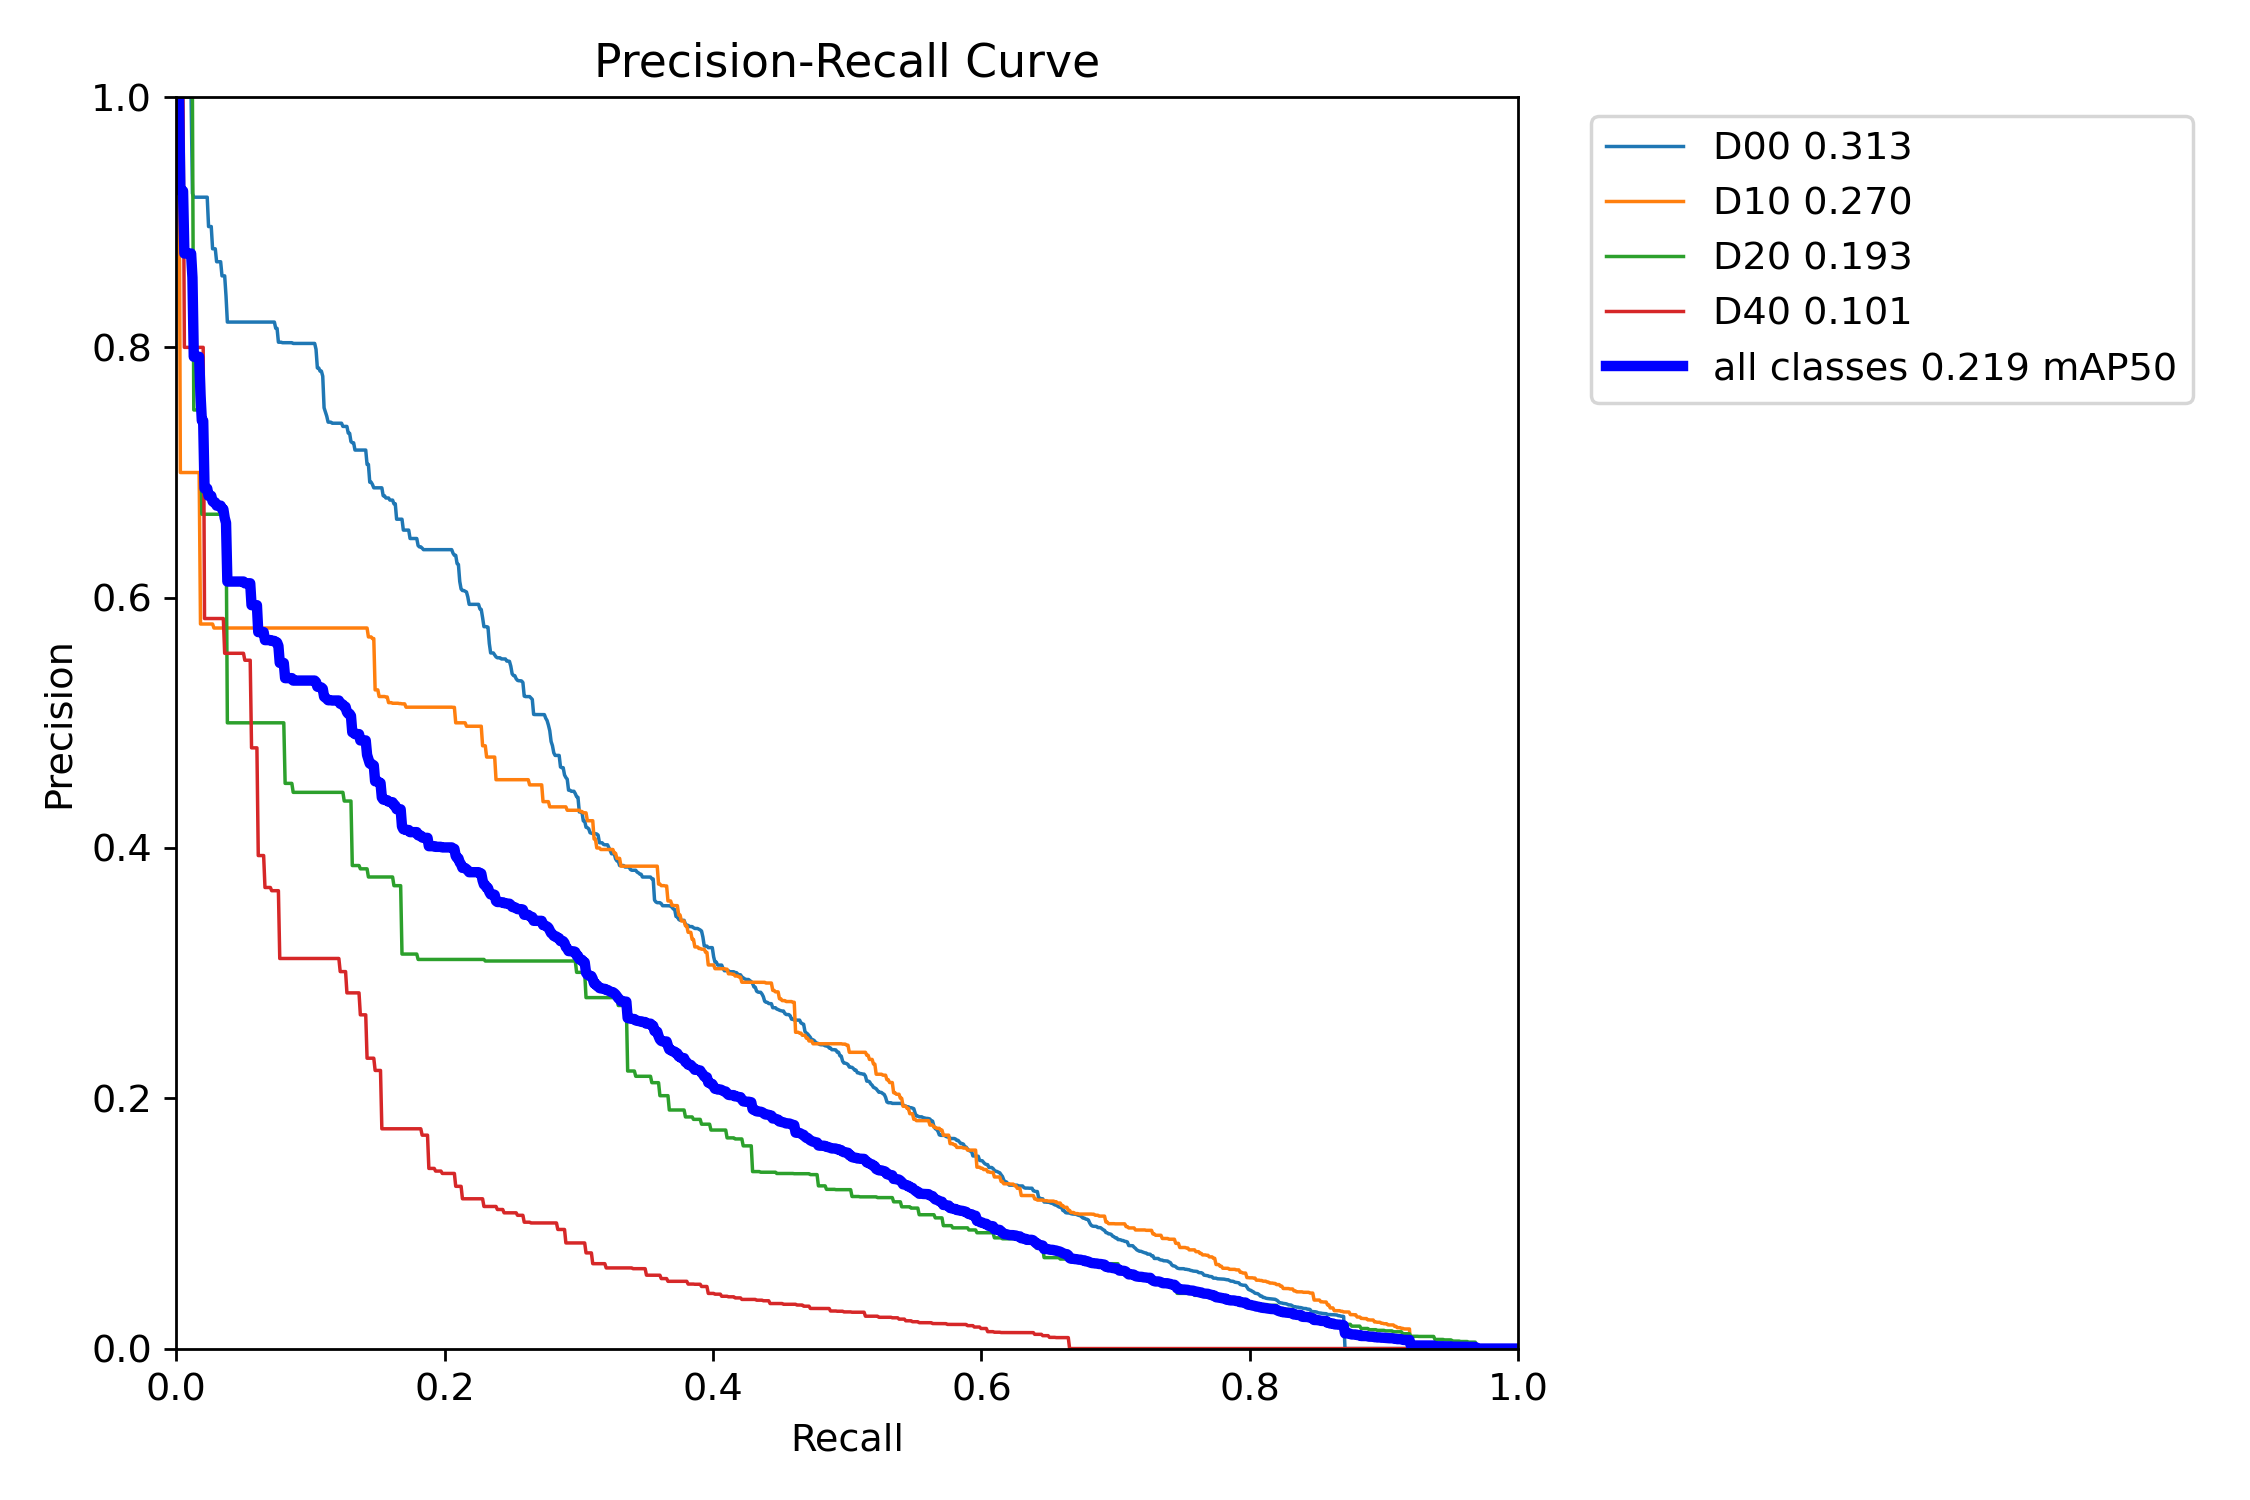 Precision-Recall Curve
1.0
0.8
0.6
0.4
0.2
0.0
Precision
0.0 0.2 0.4 0.6 0.8 1.0
Recall
D00 0.313
D10 0.270
D20 0.193
D40 0.101
all classes 0.219 mAP50